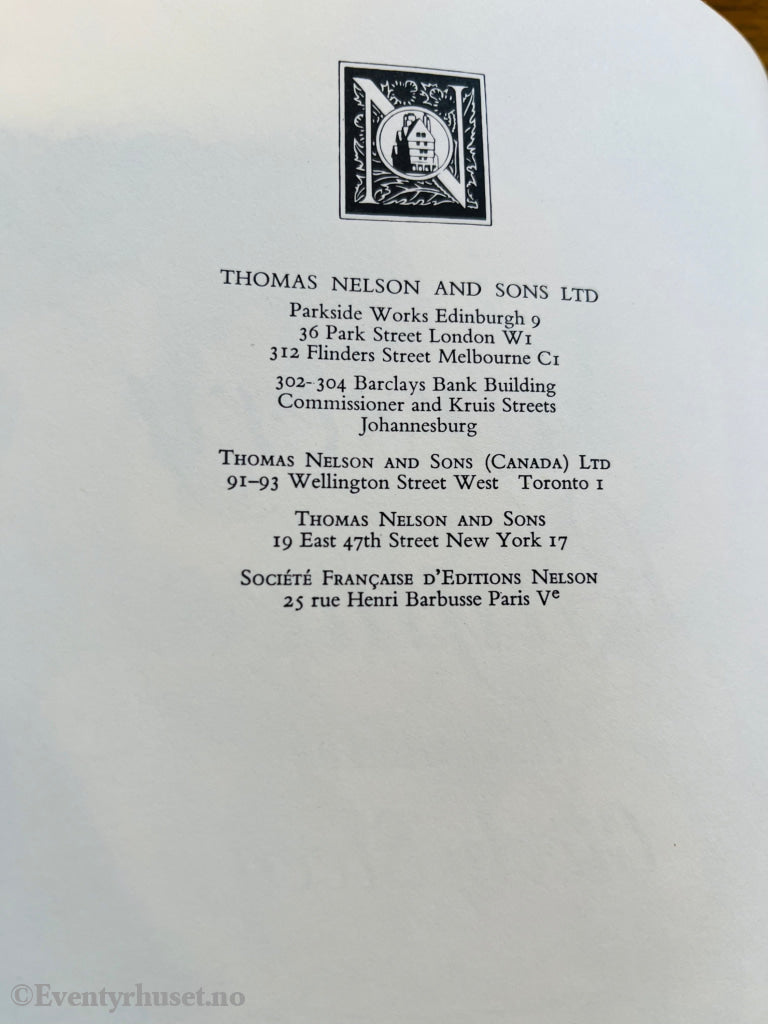 N
THOMAS NELSON AND SONS LTD
Parkside Works Edinburgh 9
36 Park Street London W1
312 Flinders Street Melbourne C1
302-304 Barclays Bank Building
Commissioner and Kruis Streets
Johannesburg
THOMAS NELSON AND SONS (CANADA) LTD
91–93 Wellington Street West Toronto 1
THOMAS NELSON AND SONS
19 East 47th Street New York 17
SOCIÉTÉ FRANÇAISE D'EDITIONS NELSON
25 rue Henri Barbusse Paris Vᵉ
©Eventyrhuset.no